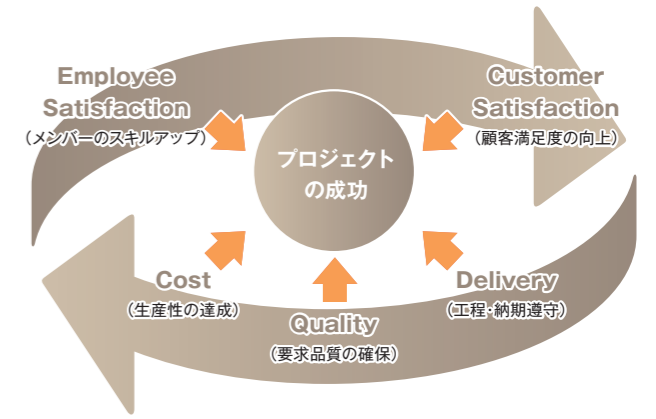 Employee
Satisfaction
（メンバーのスキルアップ）
Customer
Satisfaction
（顧客満足度の向上）
プロジェクト
の成功
Cost
（生産性の達成）
Quality
（要求品質の確保）
Delivery
（工程・納期遵守）